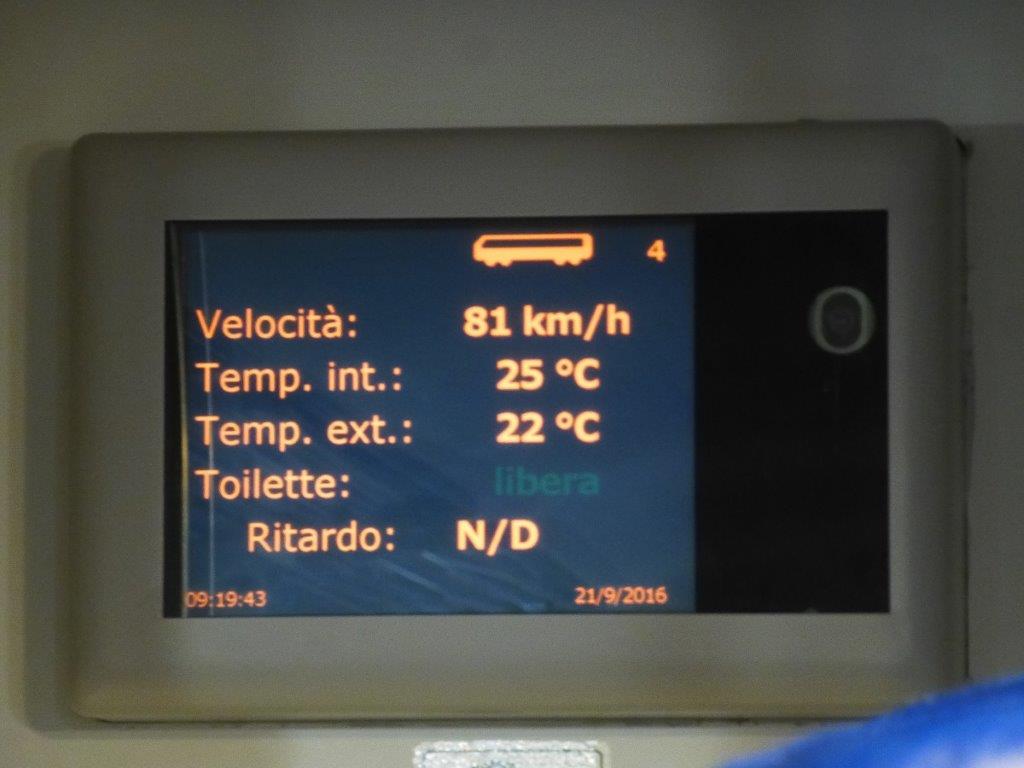 4
Velocità: 81 km/h
Temp. int.: 25 °C
Temp. ext.: 22 °C
Toilette: libera
Ritardo: N/D
09:19:43 21/9/2016